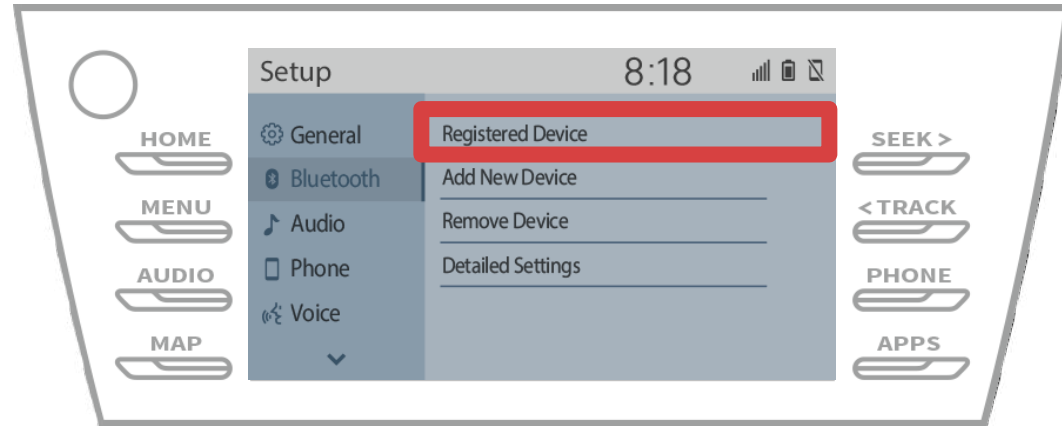 Setup 8:18
HOME
MENU
AUDIO
MAP
General
Bluetooth
Audio
Phone
Voice
Registered Device
Add New Device
Remove Device
Detailed Settings
SEEK >
< TRACK
PHONE
APPS